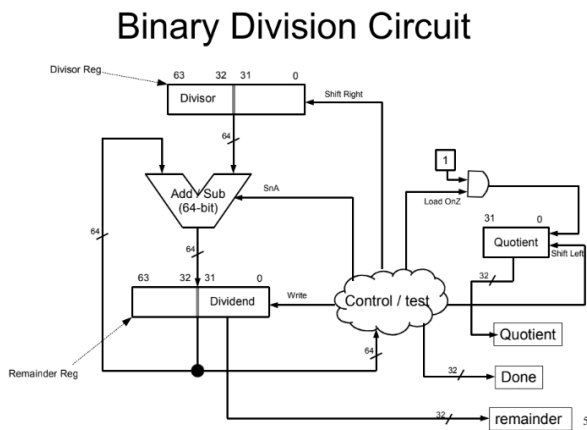 Binary Division Circuit
Divisor Reg
63 32 31 0
Divisor
Shift Right
64
1
Add / Sub
(64-bit)
SnA
Load OnZ
31 0
Quotient
Shift Left
64
64
32
63 32 31 0
Dividend
Write
Control / test
Quotient
Remainder Reg
64
32
Done
32
remainder
5